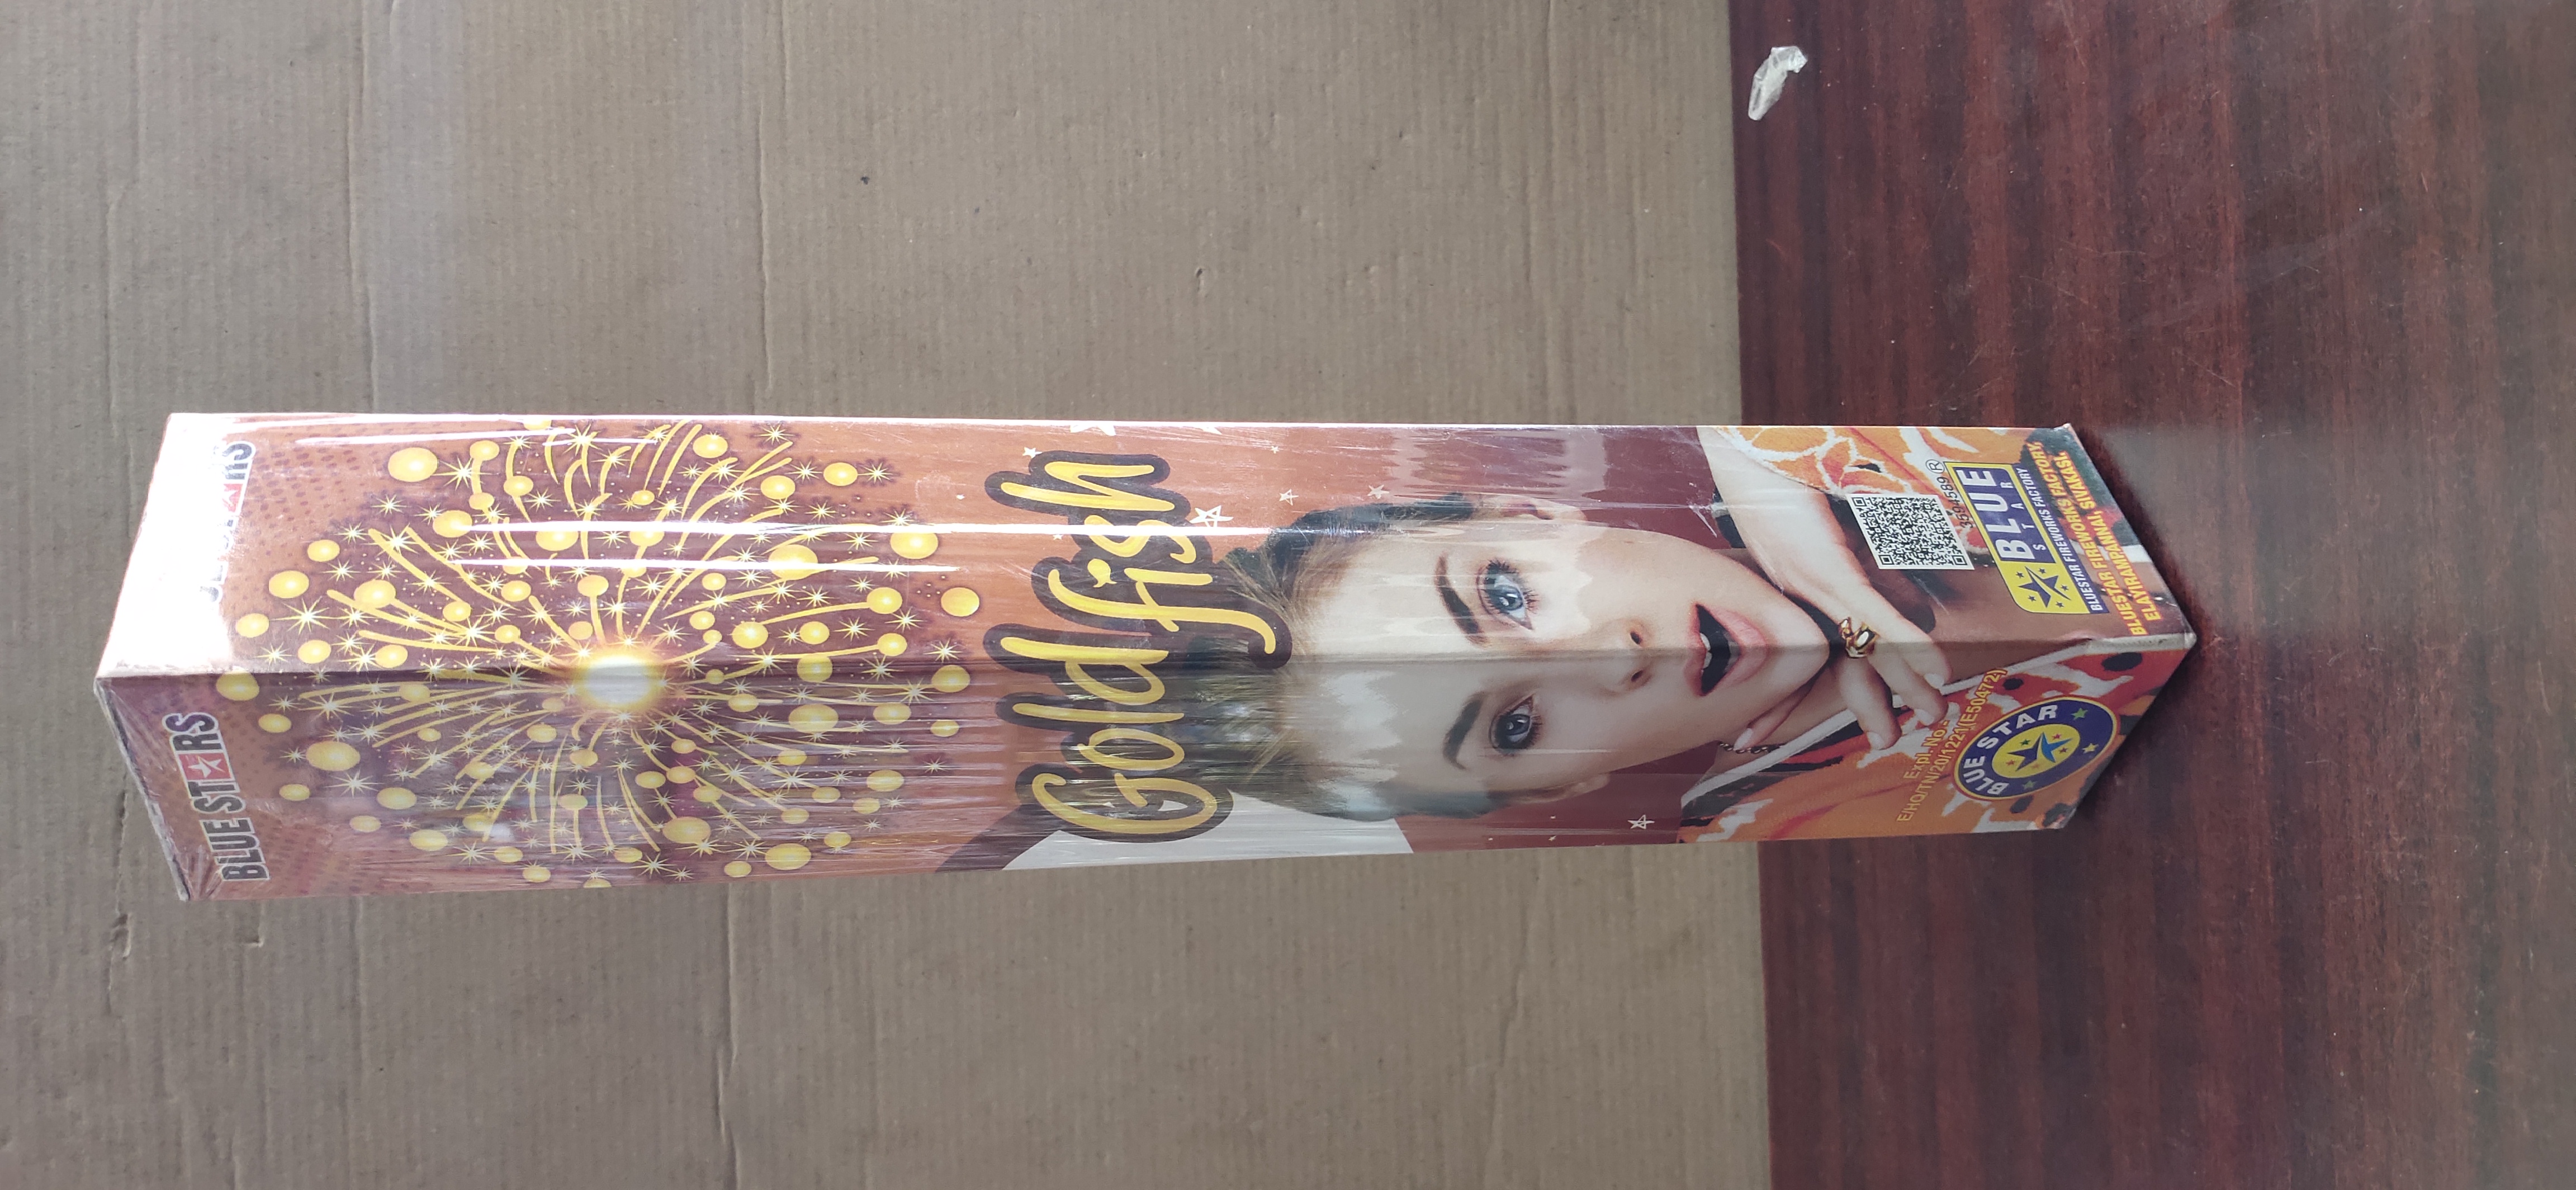 BLUE STARS
Gold fish
Expl. No -
E/HQ/TN/20/1221(E50472)
BLUE STAR
3594589 ®
BLUE
STAR
BLUESTAR FIREWORKS FACTORY
BLUESTAR FIREWORKS FACTORY,
ELAYIRAMPANNAI, SIVAKASI.